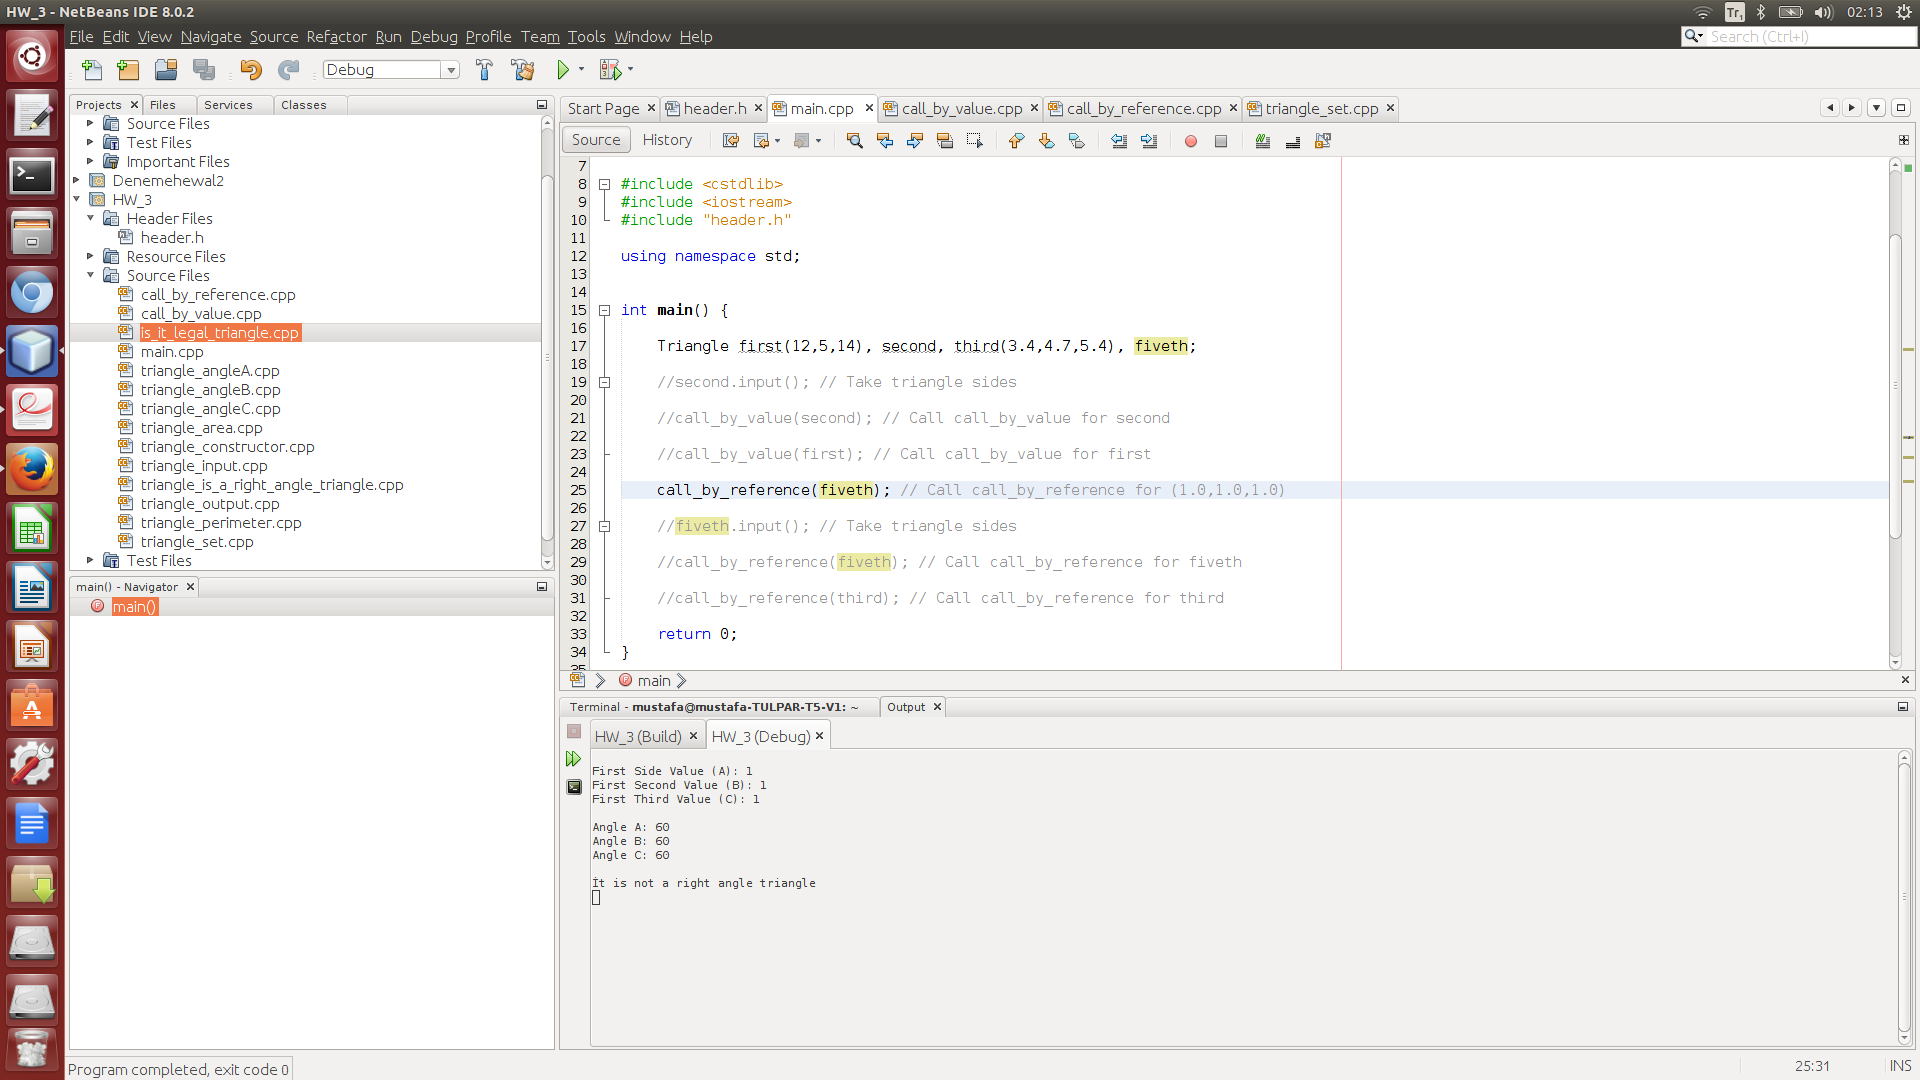 HW_3 - NetBeans IDE 8.0.2
Tr1
02:13
File Edit View Navigate Source Refactor Run Debug Profile Team Tools Window Help
Search (Ctrl+I)
Debug
Projects Files Services Classes
Source Files
Test Files
Important Files
Denemehewal2
HW_3
Header Files
header.h
Resource Files
Source Files
call_by_reference.cpp
call_by_value.cpp
is_it_legal_triangle.cpp
main.cpp
triangle_angleA.cpp
triangle_angleB.cpp
triangle_angleC.cpp
triangle_area.cpp
triangle_constructor.cpp
triangle_input.cpp
triangle_is_a_right_angle_triangle.cpp
triangle_output.cpp
triangle_perimeter.cpp
triangle_set.cpp
Test Files
main() - Navigator
main()
Start Page header.h main.cpp call_by_value.cpp call_by_reference.cpp triangle_set.cpp
Source History
7
8 #include <cstdlib>
9 #include <iostream>
10 #include "header.h"
11
12 using namespace std;
13
14
15 int main() {
16
17 Triangle first(12,5,14), second, third(3.4,4.7,5.4), fiveth;
18
19 //second.input(); // Take triangle sides
20
21 //call_by_value(second); // Call call_by_value for second
22
23 //call_by_value(first); // Call call_by_value for first
24
25 call_by_reference(fiveth); // Call call_by_reference for (1.0,1.0,1.0)
26
27 //fiveth.input(); // Take triangle sides
28
29 //call_by_reference(fiveth); // Call call_by_reference for fiveth
30
31 //call_by_reference(third); // Call call_by_reference for third
32
33 return 0;
34 }
35
main
Terminal - mustafa@mustafa-TULPAR-T5-V1: ~ Output
HW_3 (Build) HW_3 (Debug)
First Side Value (A): 1
First Second Value (B): 1
First Third Value (C): 1
Angle A: 60
Angle B: 60
Angle C: 60
İt is not a right angle triangle
Program completed, exit code 0
25:31
INS